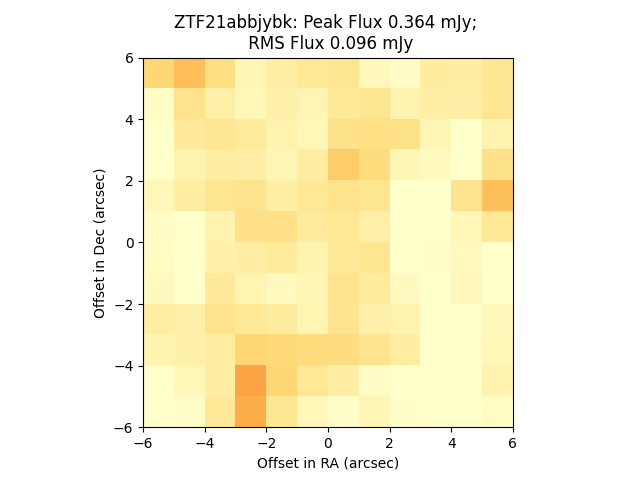 ZTF21abbjybk: Peak Flux 0.364 mJy;
RMS Flux 0.096 mJy
6
4
2
0
−2
−4
−6
Offset in Dec (arcsec)
−6 −4 −2 0 2 4 6
Offset in RA (arcsec)